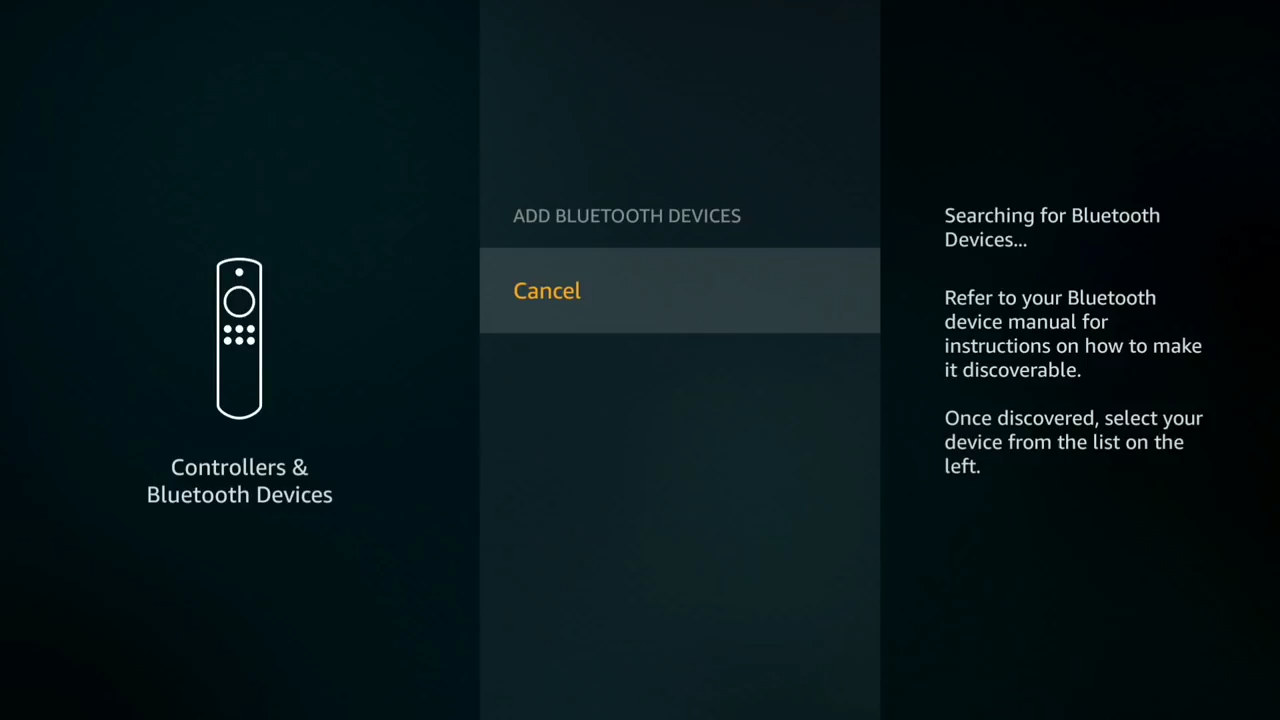 Controllers &
Bluetooth Devices
ADD BLUETOOTH DEVICES
Cancel
Searching for Bluetooth
Devices...
Refer to your Bluetooth
device manual for
instructions on how to make
it discoverable.
Once discovered, select your
device from the list on the
left.